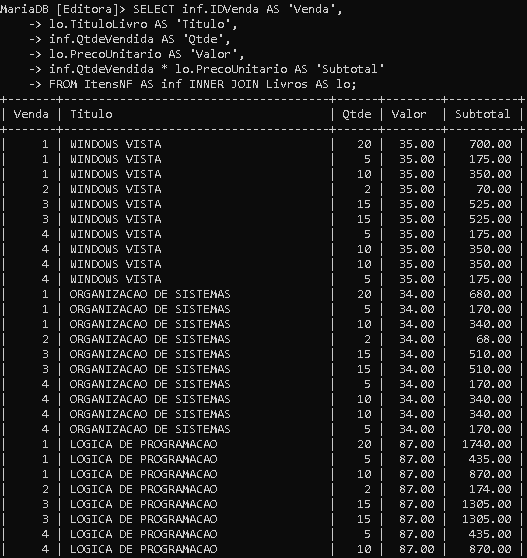 MariaDB [Editora]> SELECT inf.IDVenda AS 'Venda',
    -> lo.TituloLivro AS 'Titulo',
    -> inf.QtdeVendida AS 'Qtde',
    -> lo.PrecoUnitario AS 'Valor',
    -> inf.QtdeVendida * lo.PrecoUnitario AS 'Subtotal'
    -> FROM ItensNF AS inf INNER JOIN Livros AS lo;
| Venda | Titulo | Qtde | Valor | Subtotal |
| 1 | WINDOWS VISTA | 20 | 35.00 | 700.00 |
| 1 | WINDOWS VISTA | 5 | 35.00 | 175.00 |
| 1 | WINDOWS VISTA | 10 | 35.00 | 350.00 |
| 2 | WINDOWS VISTA | 2 | 35.00 | 70.00 |
| 3 | WINDOWS VISTA | 15 | 35.00 | 525.00 |
| 3 | WINDOWS VISTA | 15 | 35.00 | 525.00 |
| 4 | WINDOWS VISTA | 5 | 35.00 | 175.00 |
| 4 | WINDOWS VISTA | 10 | 35.00 | 350.00 |
| 4 | WINDOWS VISTA | 10 | 35.00 | 350.00 |
| 4 | WINDOWS VISTA | 5 | 35.00 | 175.00 |
| 1 | ORGANIZACAO DE SISTEMAS | 20 | 34.00 | 680.00 |
| 1 | ORGANIZACAO DE SISTEMAS | 5 | 34.00 | 170.00 |
| 1 | ORGANIZACAO DE SISTEMAS | 10 | 34.00 | 340.00 |
| 2 | ORGANIZACAO DE SISTEMAS | 2 | 34.00 | 68.00 |
| 3 | ORGANIZACAO DE SISTEMAS | 15 | 34.00 | 510.00 |
| 3 | ORGANIZACAO DE SISTEMAS | 15 | 34.00 | 510.00 |
| 4 | ORGANIZACAO DE SISTEMAS | 5 | 34.00 | 170.00 |
| 4 | ORGANIZACAO DE SISTEMAS | 10 | 34.00 | 340.00 |
| 4 | ORGANIZACAO DE SISTEMAS | 10 | 34.00 | 340.00 |
| 4 | ORGANIZACAO DE SISTEMAS | 5 | 34.00 | 170.00 |
| 1 | LOGICA DE PROGRAMACAO | 20 | 87.00 | 1740.00 |
| 1 | LOGICA DE PROGRAMACAO | 5 | 87.00 | 435.00 |
| 1 | LOGICA DE PROGRAMACAO | 10 | 87.00 | 870.00 |
| 2 | LOGICA DE PROGRAMACAO | 2 | 87.00 | 174.00 |
| 3 | LOGICA DE PROGRAMACAO | 15 | 87.00 | 1305.00 |
| 3 | LOGICA DE PROGRAMACAO | 15 | 87.00 | 1305.00 |
| 4 | LOGICA DE PROGRAMACAO | 5 | 87.00 | 435.00 |
| 4 | LOGICA DE PROGRAMACAO | 10 | 87.00 | 870.00 |